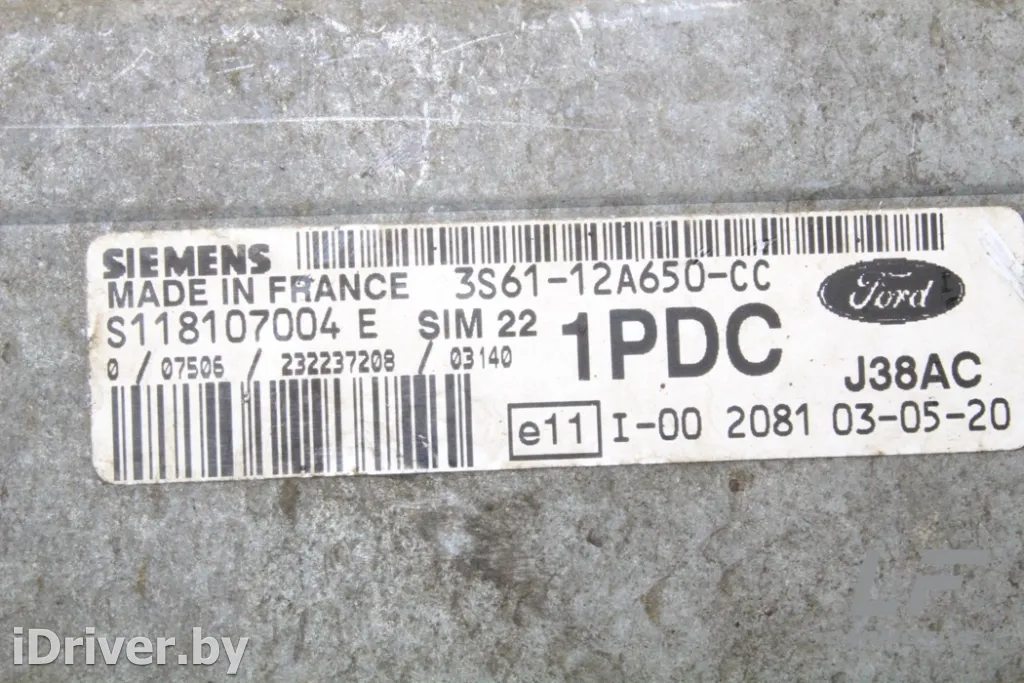 SIEMENS
MADE IN FRANCE 3S61-12A650-CC
Ford
S118107004 E SIM 22 1PDC
0 / 07506 / 232237208 / 03140
J38AC
e11 I-00 2081 03-05-20
LF
iDriver.by